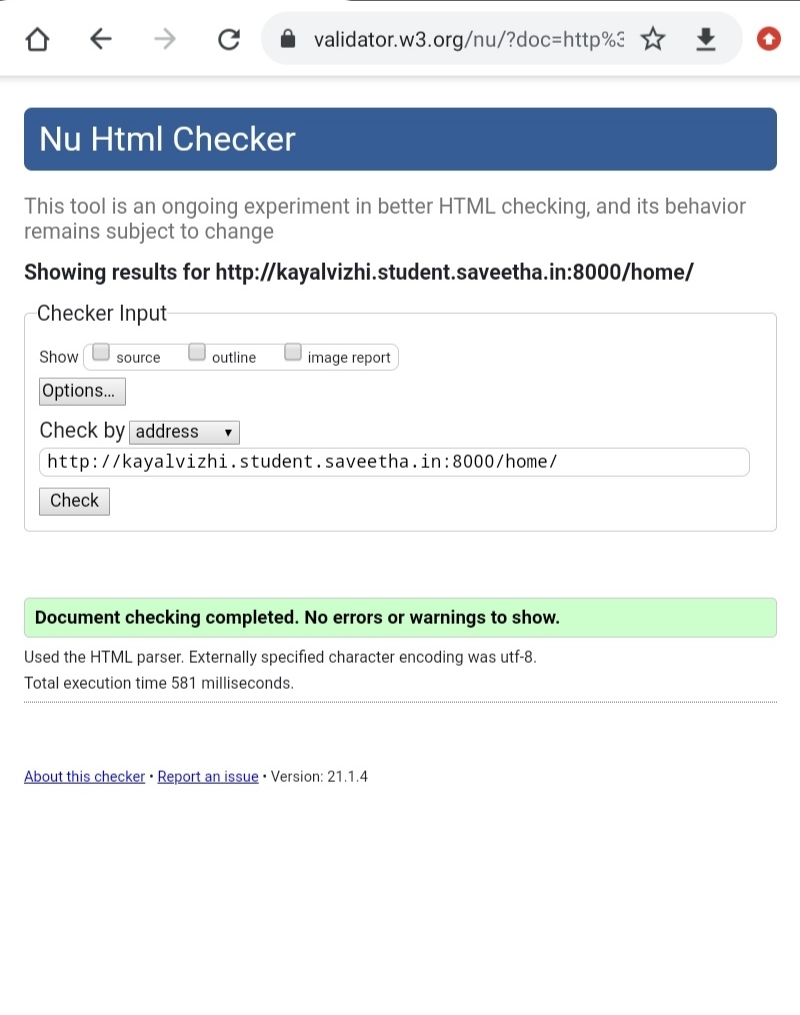 validator.w3.org/nu/?doc=http%3
Nu Html Checker
This tool is an ongoing experiment in better HTML checking, and its behavior
remains subject to change
Showing results for http://kayalvizhi.student.saveetha.in:8000/home/
Checker Input
Show source outline image report
Options...
Check by address
http://kayalvizhi.student.saveetha.in:8000/home/
Check
Document checking completed. No errors or warnings to show.
Used the HTML parser. Externally specified character encoding was utf-8.
Total execution time 581 milliseconds.
About this checker • Report an issue • Version: 21.1.4